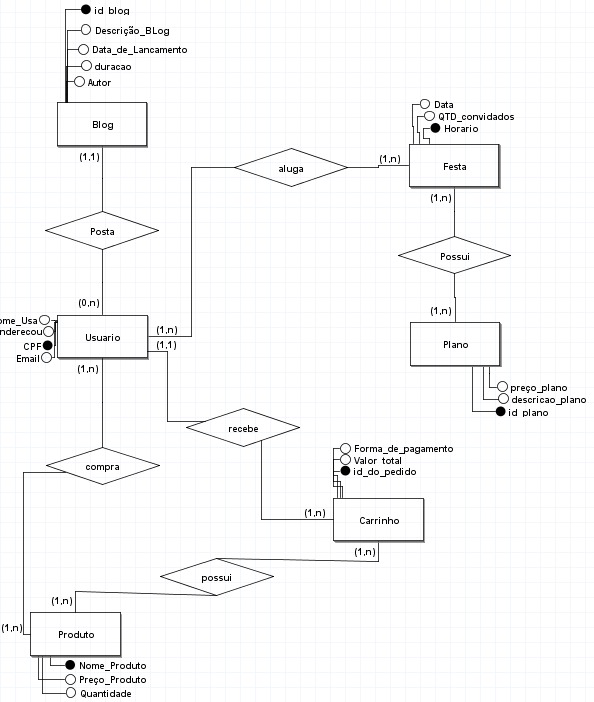 id_blog
Descrição_BLog
Data_de_Lancamento
duracao
Autor
Blog
(1,1)
Posta
(0,n)
aluga
(1,n)
Data
QTD_convidados
Horario
Festa
(1,n)
Possui
(1,n)
Plano
preço_plano
descricao_plano
id_plano
ome_Usa
nderecou
CPF
Email
Usuario
(1,n)
(1,1)
(1,n)
recebe
compra
Forma_de_pagamento
Valor_total
id_do_pedido
(1,n)
Carrinho
(1,n)
possui
(1,n)
(1,n)
Produto
Nome_Produto
Preço_Produto
Quantidade